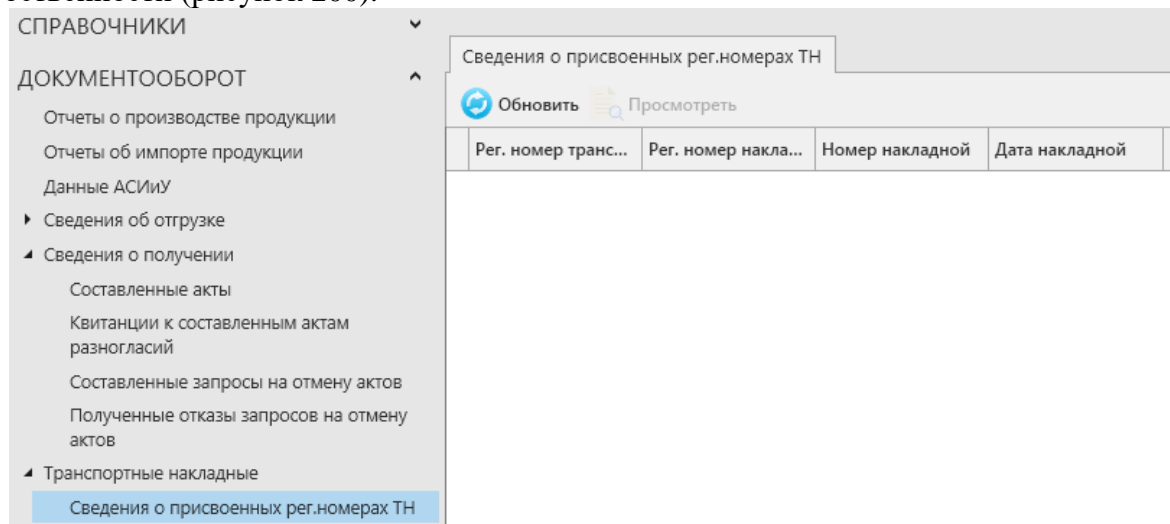 (рисунок 200).
СПРАВОЧНИКИ
ДОКУМЕНТООБОРОТ
Отчеты о производстве продукции
Отчеты об импорте продукции
Данные АСИиУ
Сведения об отгрузке
Сведения о получении
Составленные акты
Квитанции к составленным актам
разногласий
Составленные запросы на отмену актов
Полученные отказы запросов на отмену
актов
Транспортные накладные
Сведения о присвоенных рег.номерах ТН
Сведения о присвоенных рег.номерах ТН
Обновить Просмотреть
Рег. номер транс... Рег. номер накла... Номер накладной Дата накладной